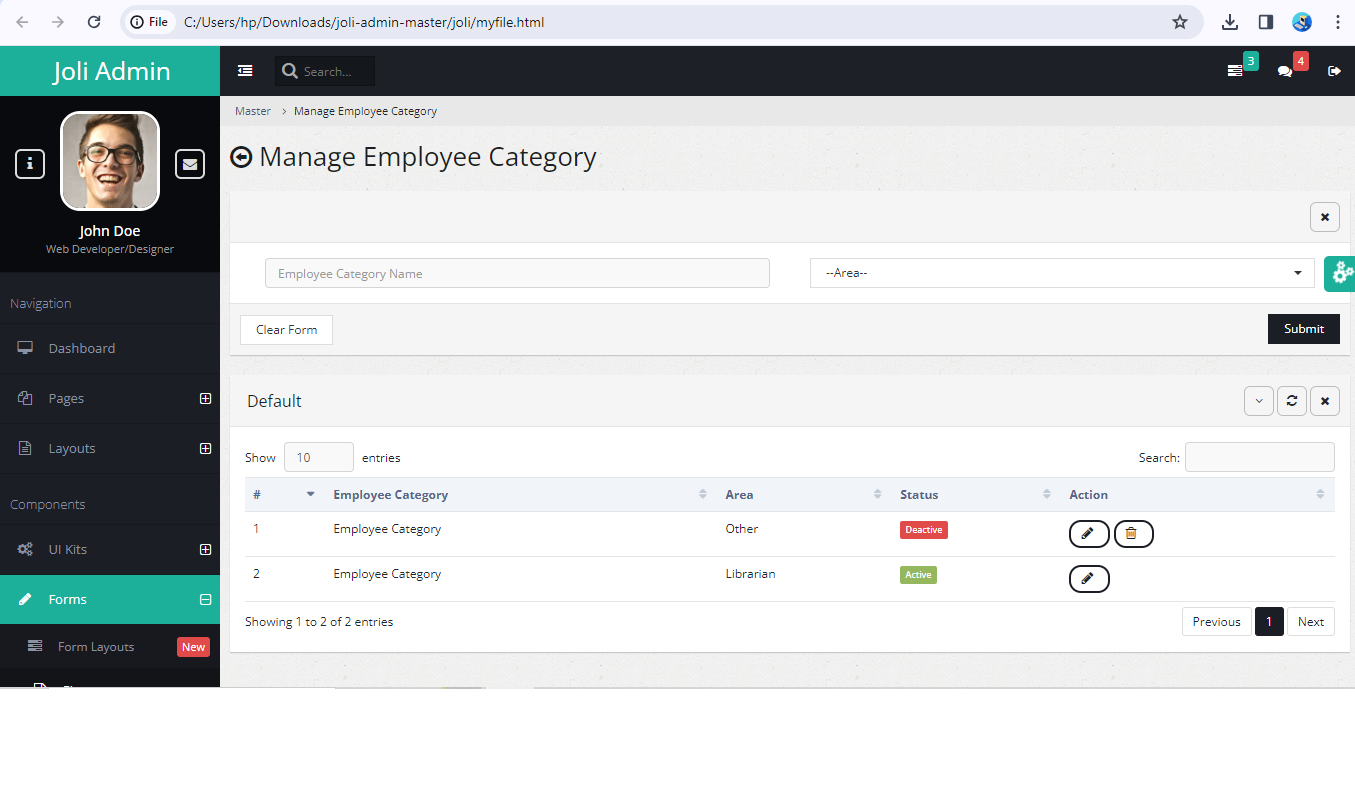 File C:/Users/hp/Downloads/joli-admin-master/joli/myfile.html
Joli Admin
Search...
3
4
Master > Manage Employee Category
Manage Employee Category
John Doe
Web Developer/Designer
Navigation
Dashboard
Pages
Layouts
Components
UI Kits
Forms
Form Layouts New
Employee Category Name
--Area--
Clear Form Submit
Default
Show 10 entries Search:
# Employee Category Area Status Action
1 Employee Category Other Deactive
2 Employee Category Librarian Active
Showing 1 to 2 of 2 entries Previous 1 Next